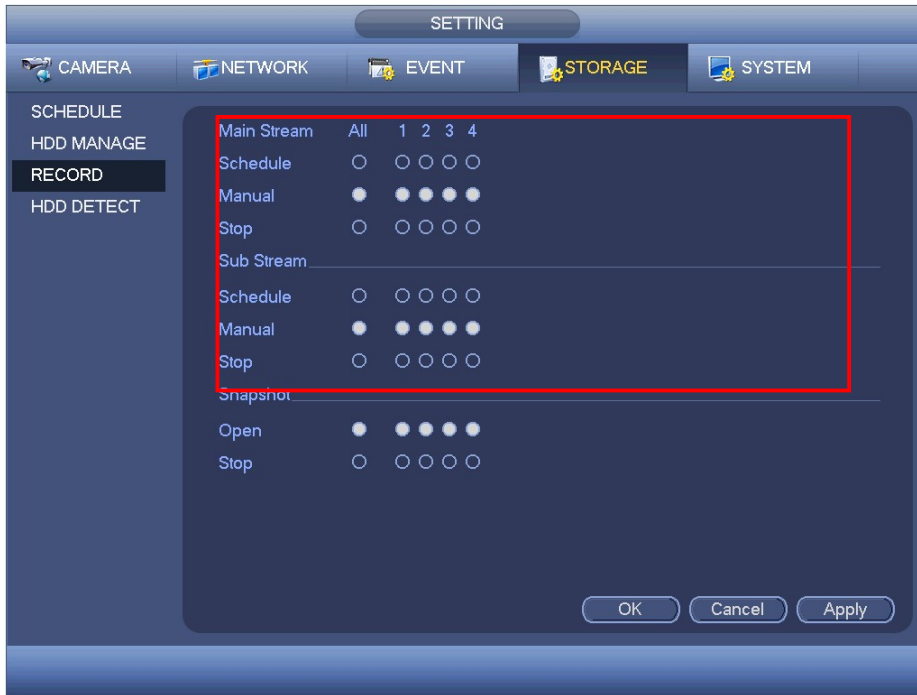 SETTING
CAMERA NETWORK EVENT STORAGE SYSTEM
SCHEDULE
HDD MANAGE
RECORD
HDD DETECT
Main Stream All 1 2 3 4
Schedule
Manual
Stop
Sub Stream
Schedule
Manual
Stop
Snapshot
Open
Stop
OK Cancel Apply